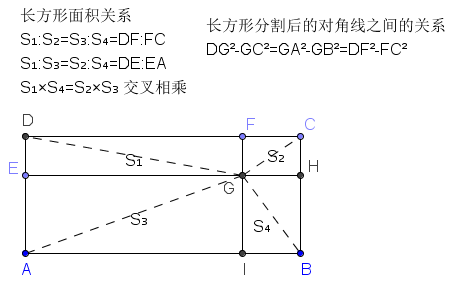 长方形面积关系
S₁:S₂=S₃:S₄=DF:FC
S₁:S₃=S₂:S₄=DE:EA
S₁×S₄=S₂×S₃ 交叉相乘
长方形分割后的对角线之间的关系
DG²-GC²=GA²-GB²=DF²-FC²
D F C
S₁ S₂
E H
G
S₃ S₄
A I B